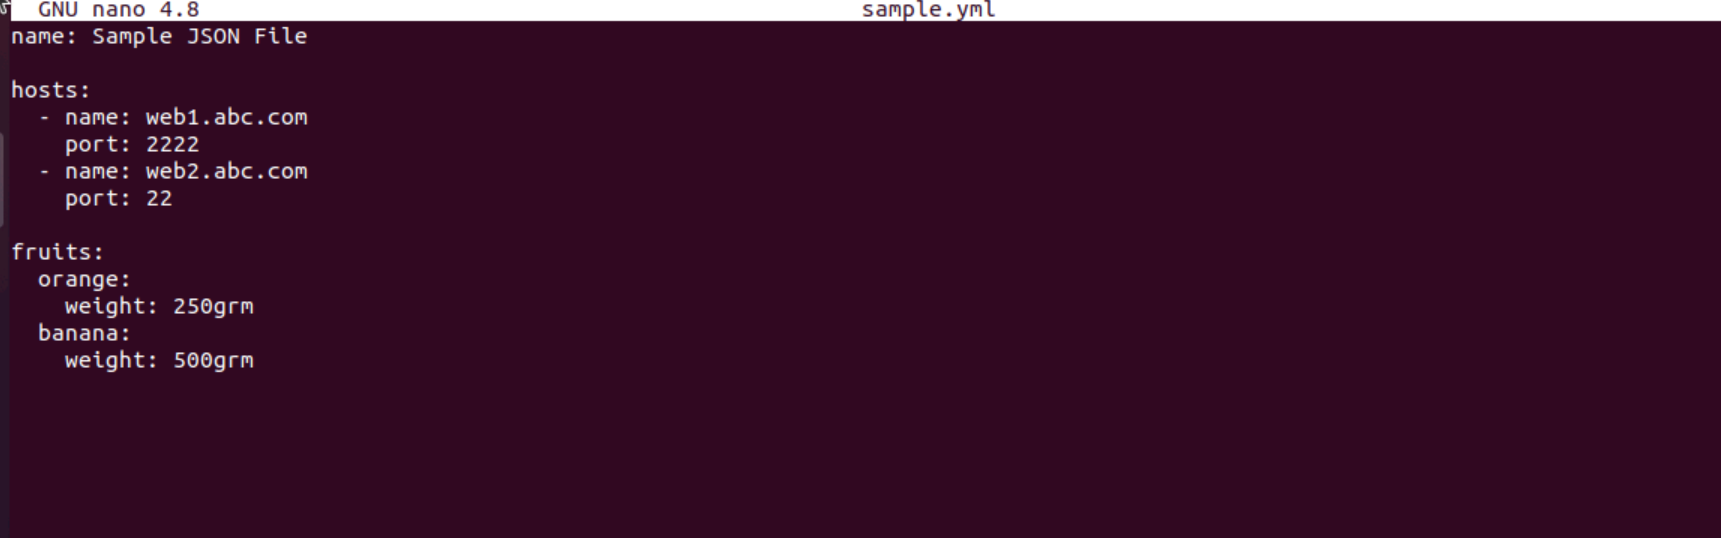 GNU nano 4.8 sample.yml
name: Sample JSON File
hosts:
  - name: web1.abc.com
    port: 2222
  - name: web2.abc.com
    port: 22
fruits:
  orange:
    weight: 250grm
  banana:
    weight: 500grm